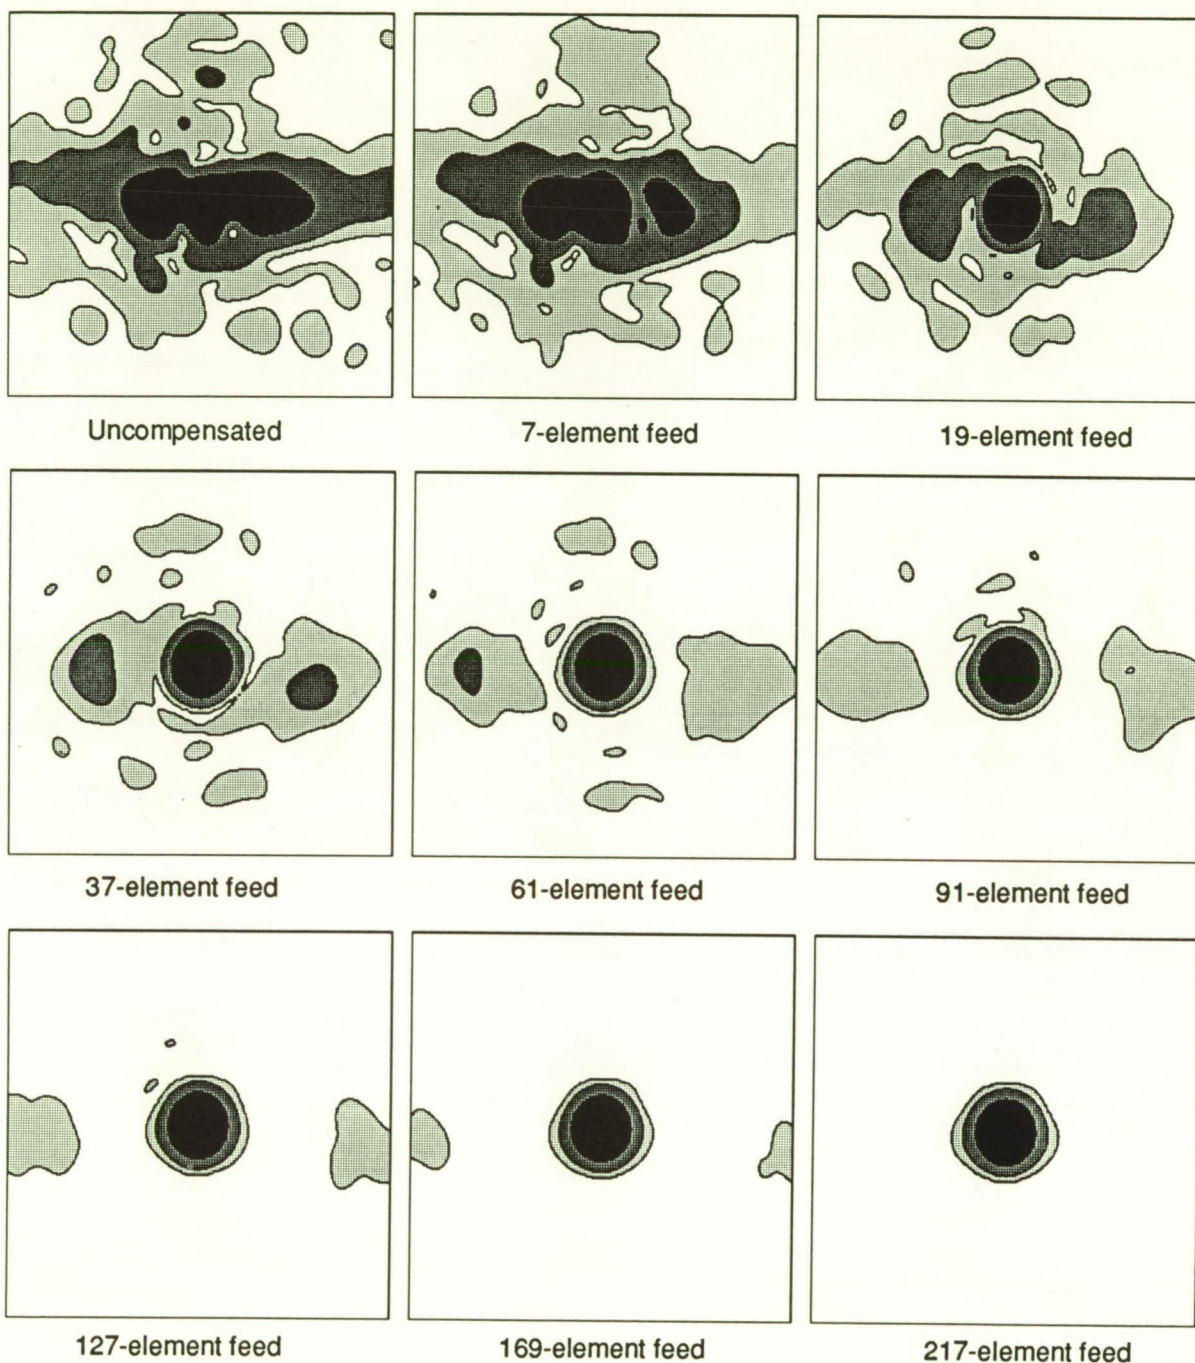 Uncompensated
7-element feed
19-element feed
37-element feed
61-element feed
91-element feed
127-element feed
169-element feed
217-element feed